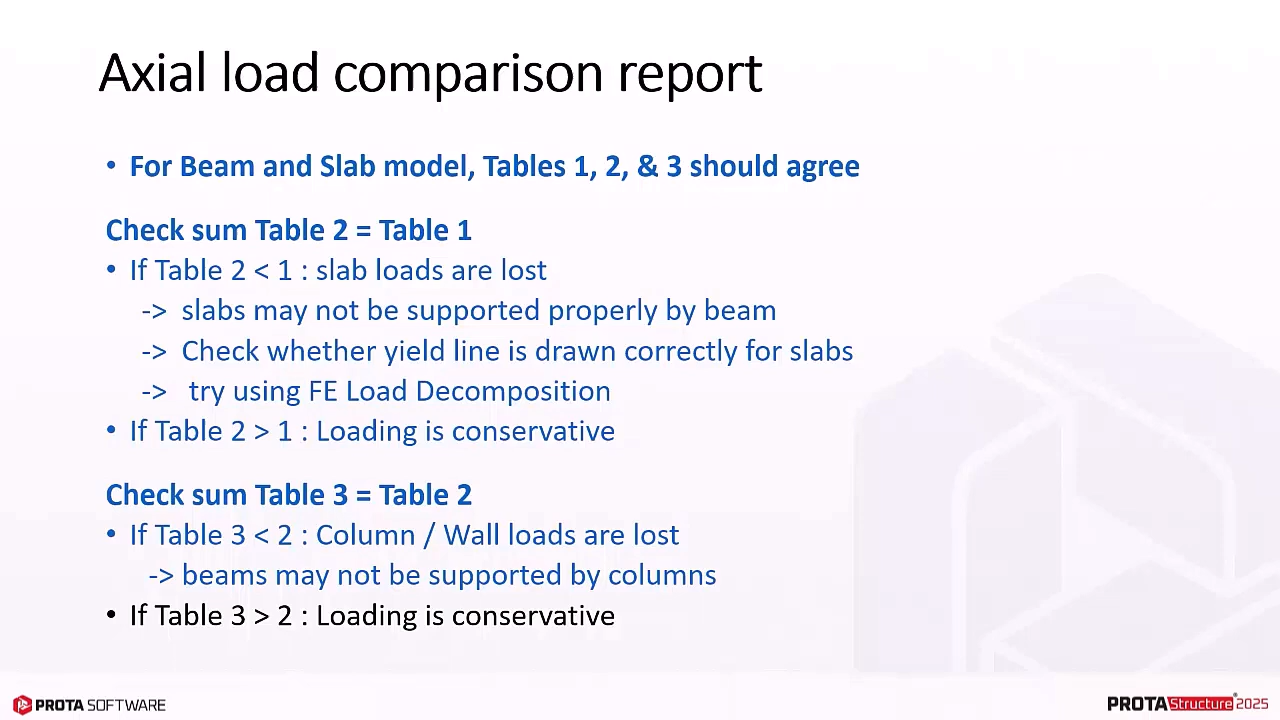 Axial load comparison report
• For Beam and Slab model, Tables 1, 2, & 3 should agree
Check sum Table 2 = Table 1
• If Table 2 < 1 : slab loads are lost
-> slabs may not be supported properly by beam
-> Check whether yield line is drawn correctly for slabs
-> try using FE Load Decomposition
• If Table 2 > 1 : Loading is conservative
Check sum Table 3 = Table 2
• If Table 3 < 2 : Column / Wall loads are lost
-> beams may not be supported by columns
• If Table 3 > 2 : Loading is conservative
PROTA SOFTWARE
PROTAStructure® 2025